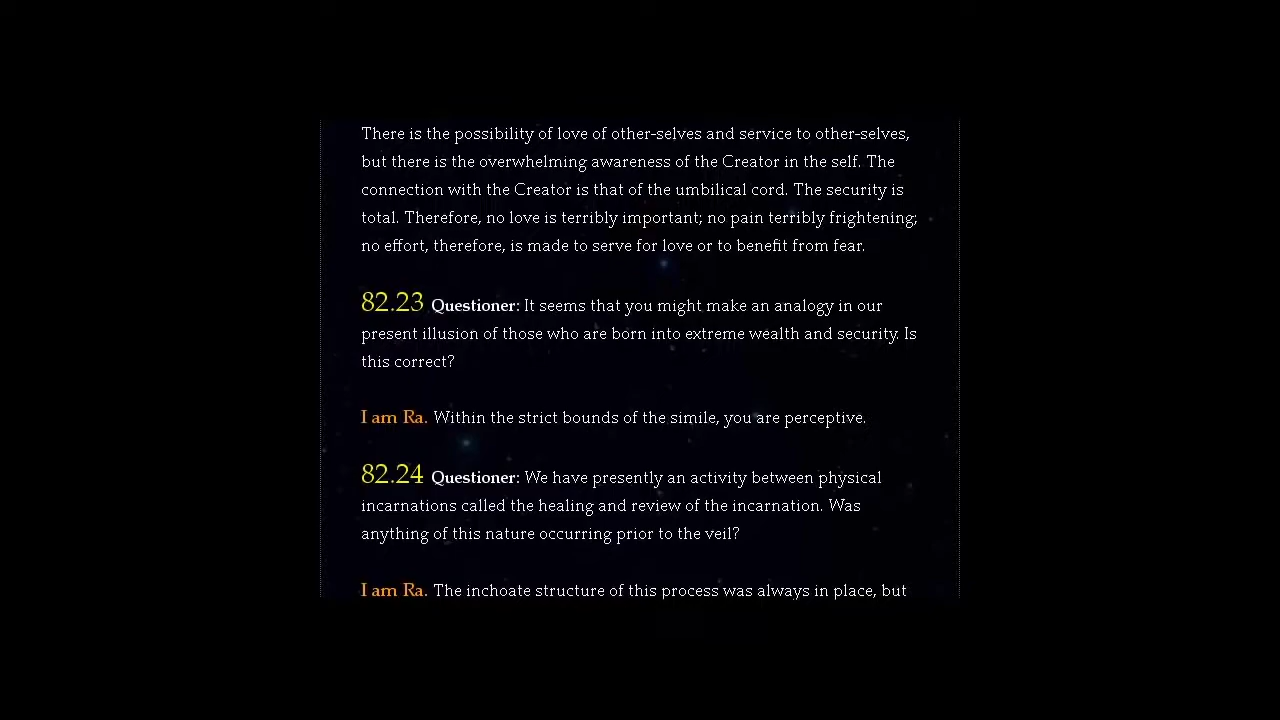 There is the possibility of love of other-selves and service to other-selves,
but there is the overwhelming awareness of the Creator in the self. The
connection with the Creator is that of the umbilical cord. The security is
total. Therefore, no love is terribly important; no pain terribly frightening;
no effort, therefore, is made to serve for love or to benefit from fear.
82.23 Questioner: It seems that you might make an analogy in our
present illusion of those who are born into extreme wealth and security. Is
this correct?
I am Ra. Within the strict bounds of the simile, you are perceptive.
82.24 Questioner: We have presently an activity between physical
incarnations called the healing and review of the incarnation. Was
anything of this nature occurring prior to the veil?
I am Ra. The inchoate structure of this process was always in place, but